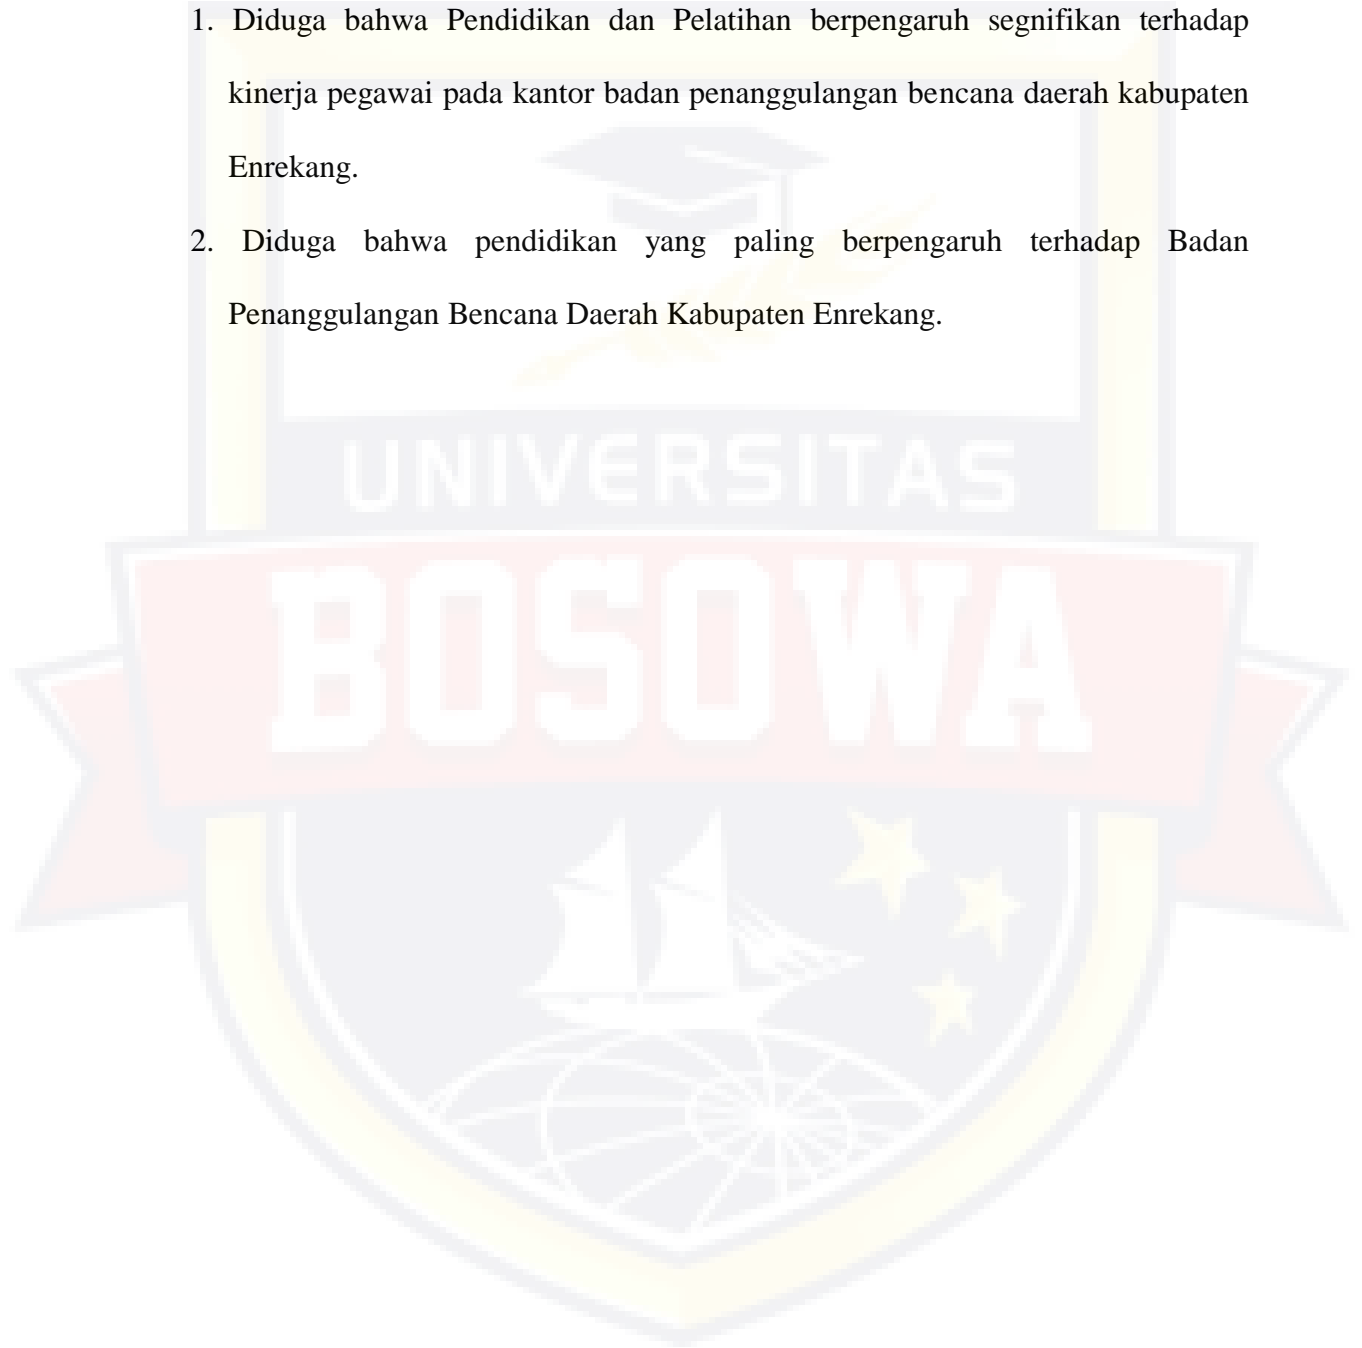 1. Diduga bahwa Pendidikan dan Pelatihan berpengaruh segnifikan terhadap
kinerja pegawai pada kantor badan penanggulangan bencana daerah kabupaten
Enrekang.
2. Diduga bahwa pendidikan yang paling berpengaruh terhadap Badan
Penanggulangan Bencana Daerah Kabupaten Enrekang.
UNIVERSITAS
BOSOWA